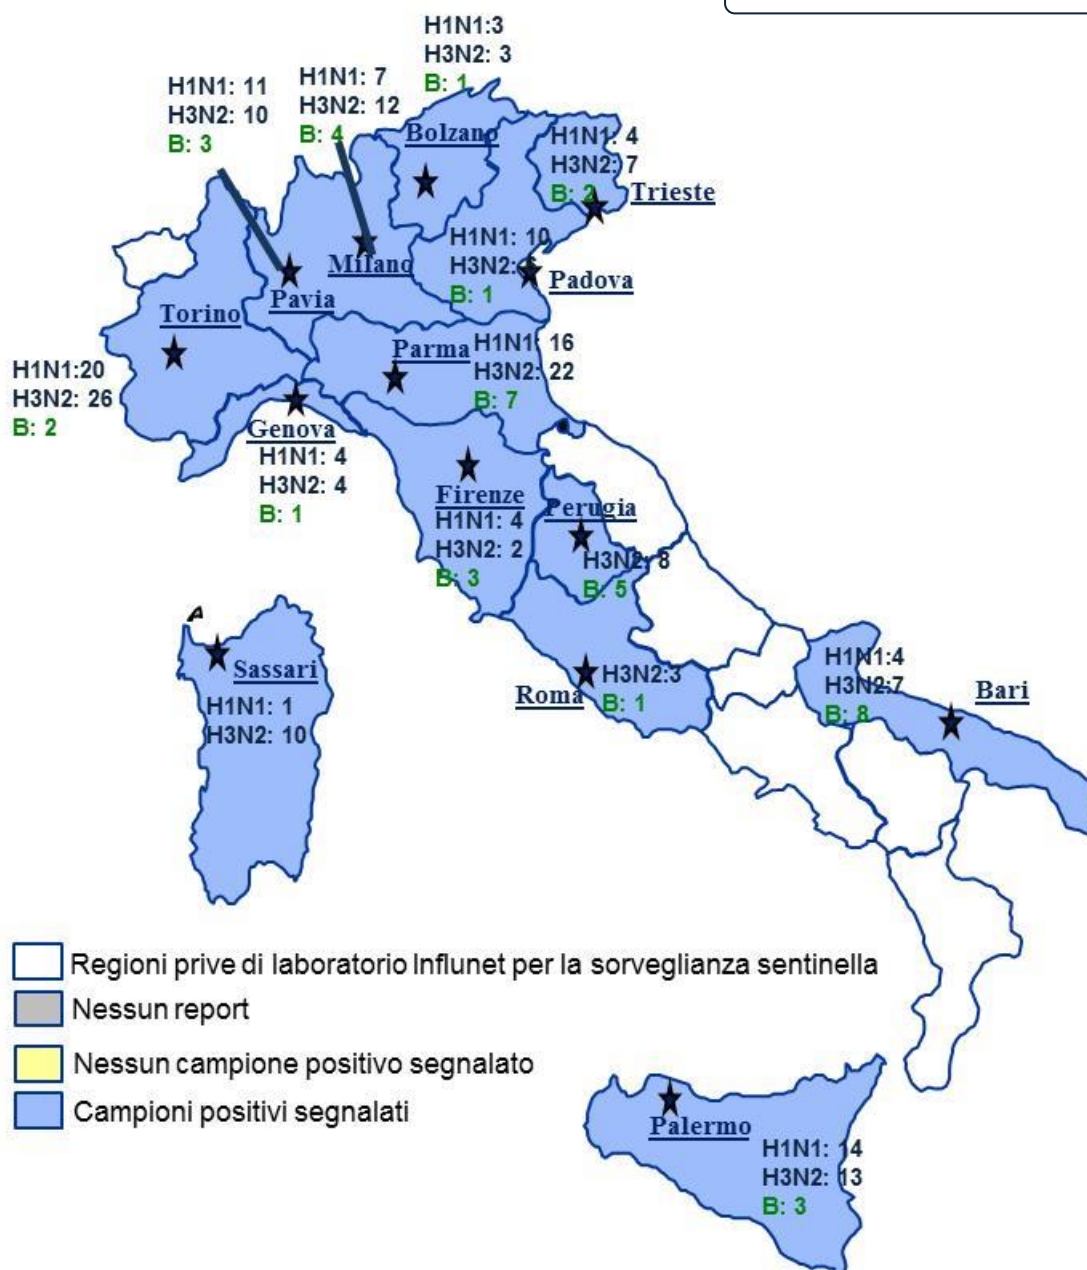 H1N1:3
H3N2: 3
B: 1
H1N1: 11
H3N2: 10
B: 3
H1N1: 7
H3N2: 12
B: 4
Bolzano
H1N1: 4
H3N2: 7
B: 2
Trieste
H1N1: 10
H3N2: 6
B: 1
Milano
Padova
Pavia
Torino
H1N1:20
H3N2: 26
B: 2
Parma
H1N1: 16
H3N2: 22
B: 7
Genova
H1N1: 4
H3N2: 4
B: 1
Firenze
H1N1: 4
H3N2: 2
B: 3
Perugia
H3N2: 8
B: 5
Sassari
H1N1: 1
H3N2: 10
Roma
H3N2:3
B: 1
H1N1:4
H3N2:7
B: 8
Bari
Regioni prive di laboratorio Influnet per la sorveglianza sentinella
Nessun report
Nessun campione positivo segnalato
Campioni positivi segnalati
Palermo
H1N1: 14
H3N2: 13
B: 3